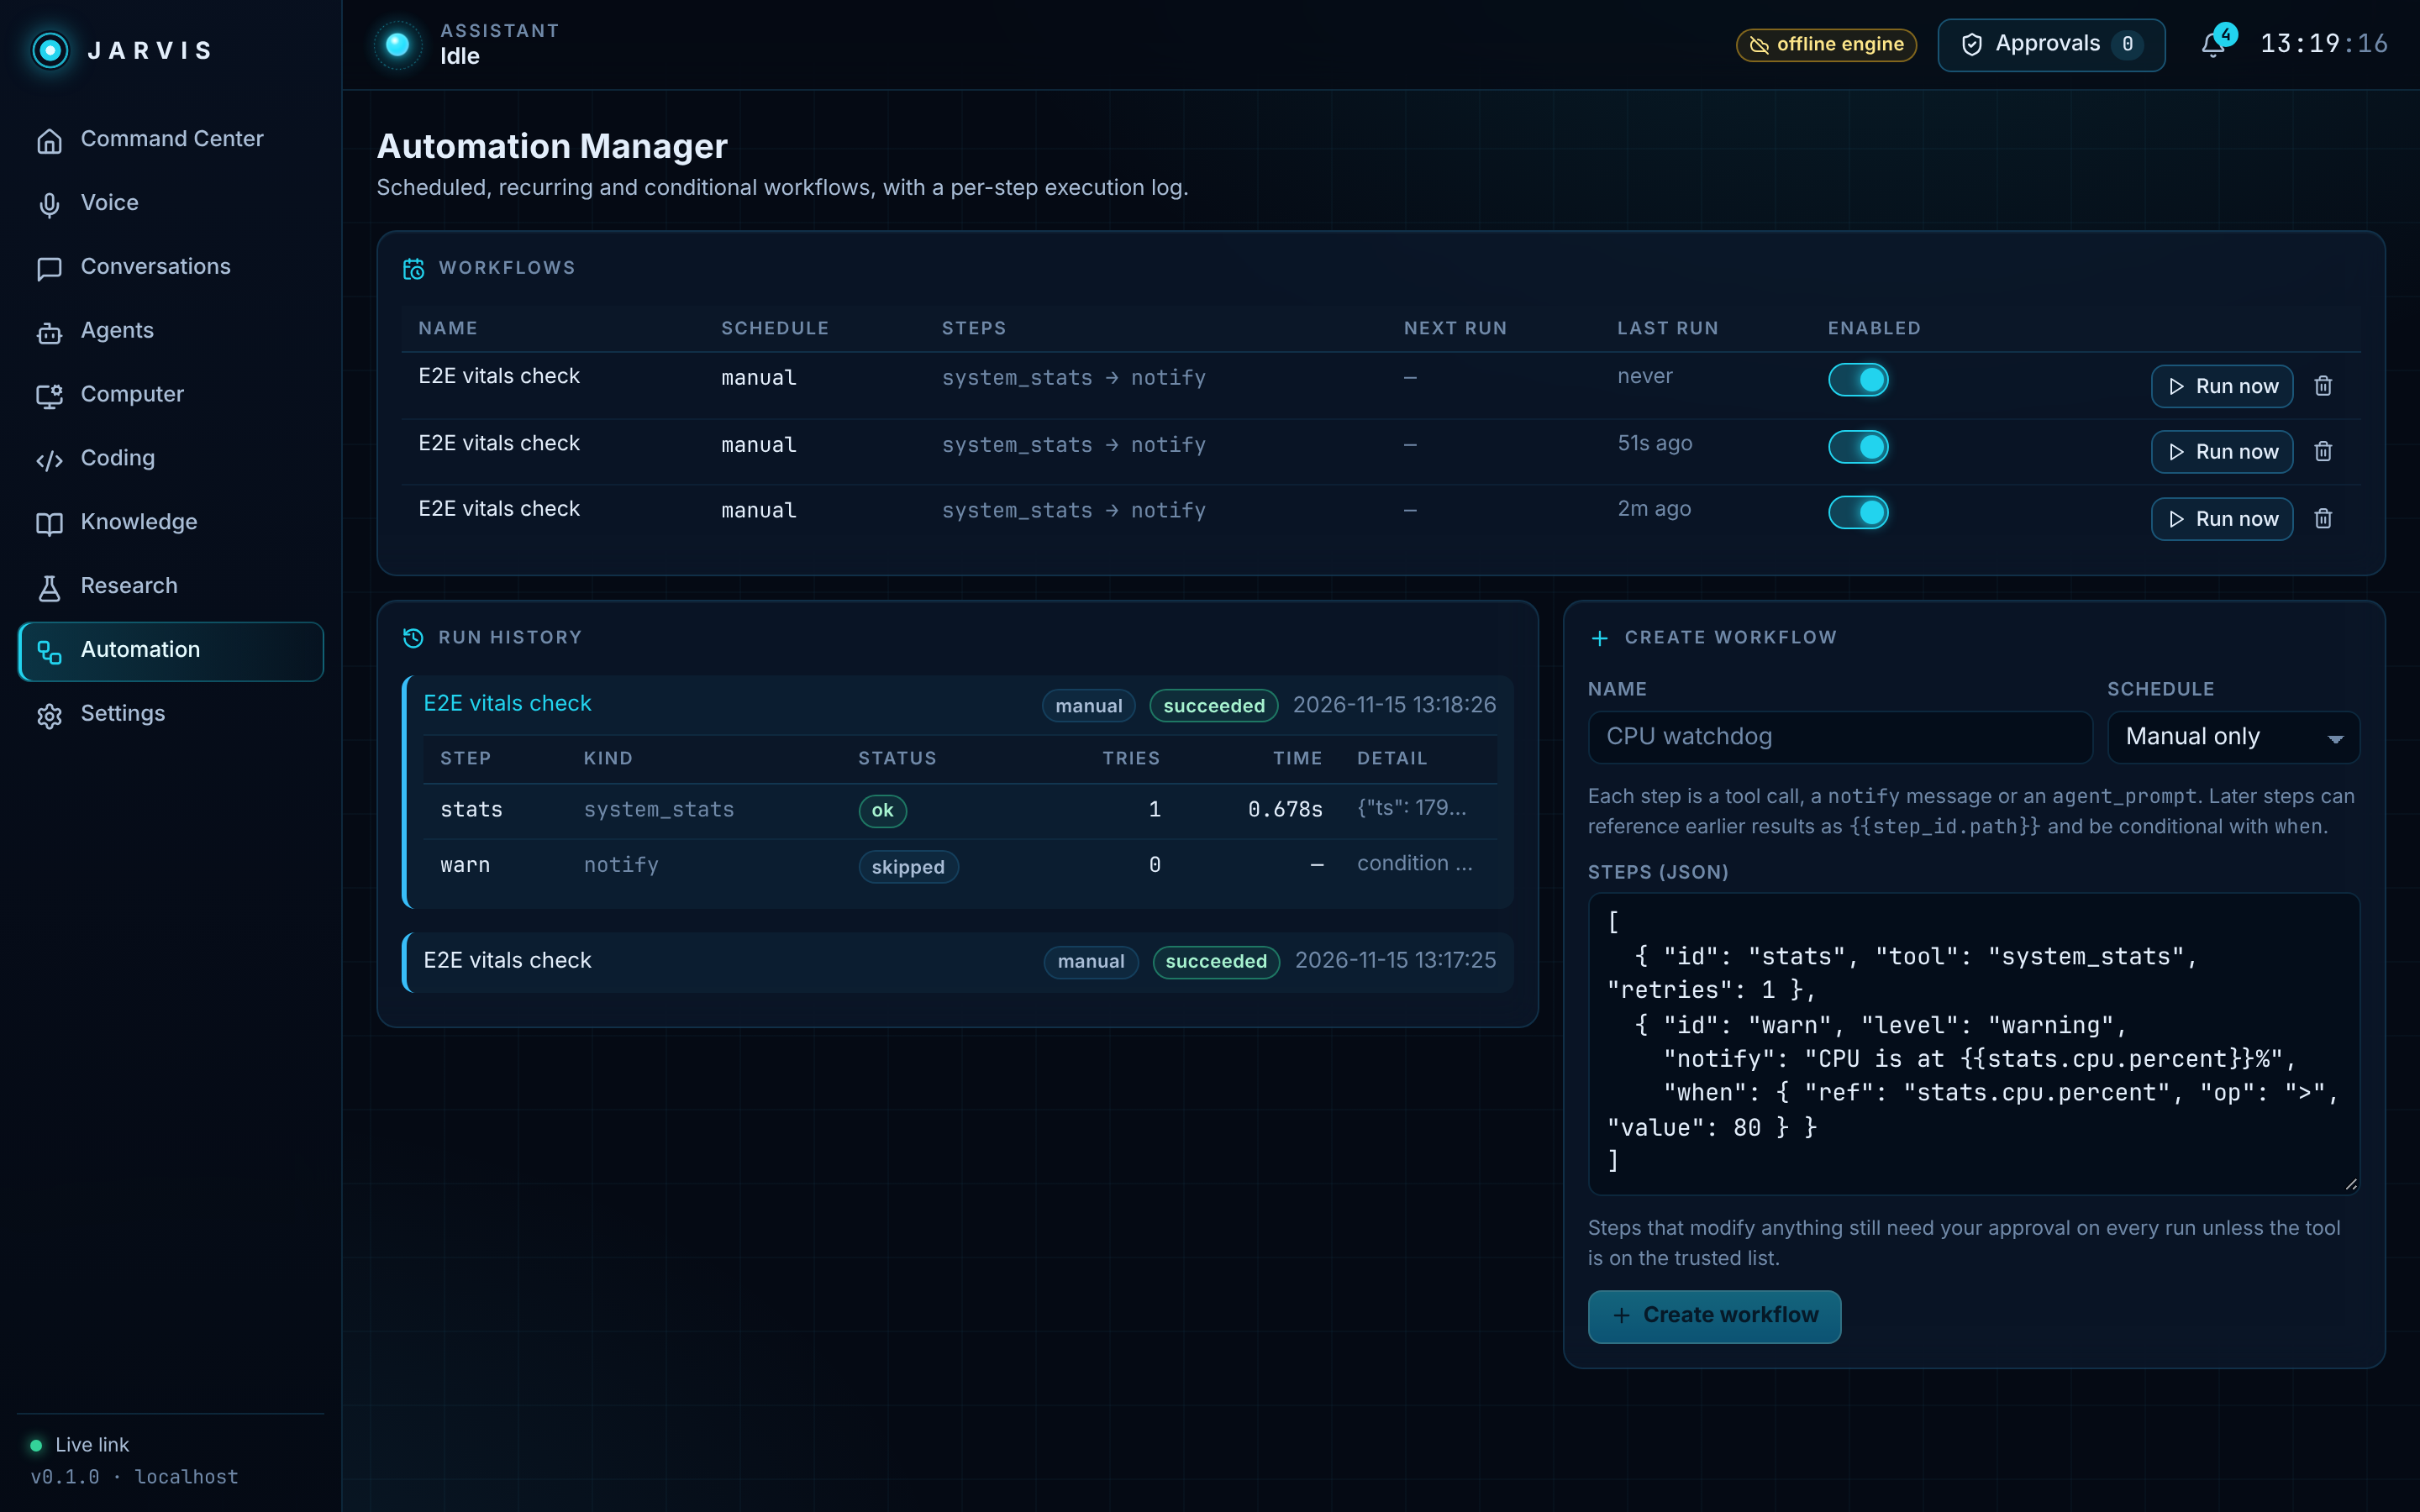 JARVIS
Command Center
Voice
Conversations
Agents
Computer
Coding
Knowledge
Research
Automation
Settings
Live link
v0.1.0 · localhost
ASSISTANT
Idle
offline engine
Approvals 0
4
13:19:16
Automation Manager
Scheduled, recurring and conditional workflows, with a per-step execution log.
WORKFLOWS
NAME SCHEDULE STEPS NEXT RUN LAST RUN ENABLED
E2E vitals check manual system_stats → notify — never Run now
E2E vitals check manual system_stats → notify — 51s ago Run now
E2E vitals check manual system_stats → notify — 2m ago Run now
RUN HISTORY
E2E vitals check manual succeeded 2026-11-15 13:18:26
STEP KIND STATUS TRIES TIME DETAIL
stats system_stats ok 1 0.678s {"ts": 179...
warn notify skipped 0 — condition ...
E2E vitals check manual succeeded 2026-11-15 13:17:25
CREATE WORKFLOW
NAME SCHEDULE
CPU watchdog Manual only
Each step is a tool call, a notify message or an agent_prompt. Later steps can
reference earlier results as {{step_id.path}} and be conditional with when.
STEPS (JSON)
[
{ "id": "stats", "tool": "system_stats",
"retries": 1 },
{ "id": "warn", "level": "warning",
"notify": "CPU is at {{stats.cpu.percent}}%",
"when": { "ref": "stats.cpu.percent", "op": ">",
"value": 80 } }
]
Steps that modify anything still need your approval on every run unless the tool
is on the trusted list.
Create workflow